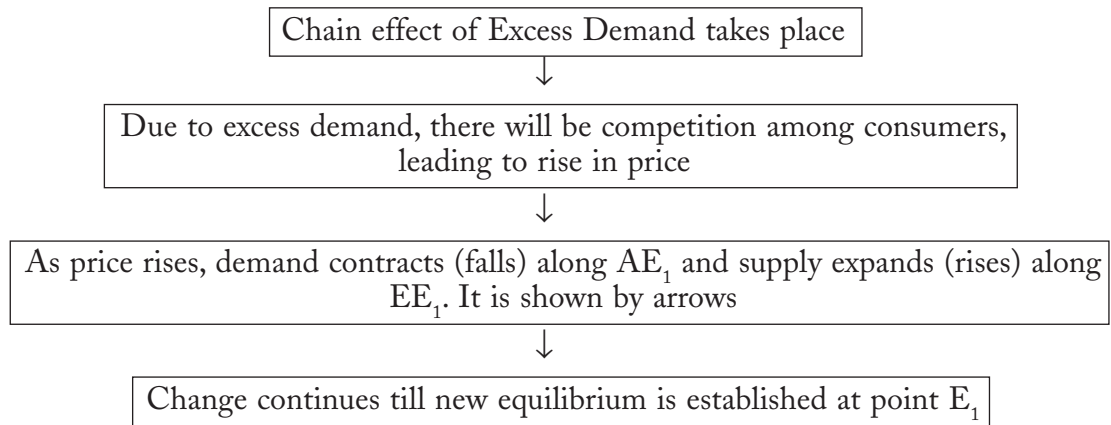 Chain effect of Excess Demand takes place
↓
Due to excess demand, there will be competition among consumers,
leading to rise in price
↓
As price rises, demand contracts (falls) along AE₁ and supply expands (rises) along
EE₁. It is shown by arrows
↓
Change continues till new equilibrium is established at point E₁